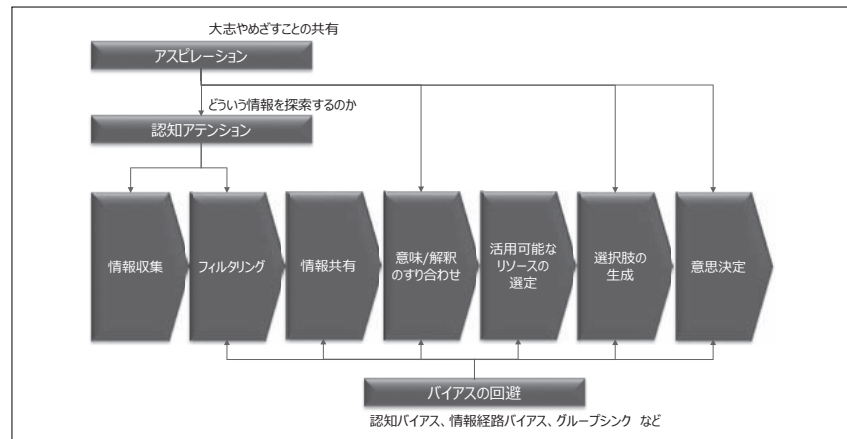 大志やめざすことの共有
アスピレーション
どういう情報を探索するのか
認知アテンション
情報収集
フィルタリング
情報共有
意味/解釈
のすり合わせ
活用可能な
リソースの
選定
選択肢の
生成
意思決定
バイアスの回避
認知バイアス、情報経路バイアス、グループシンク など